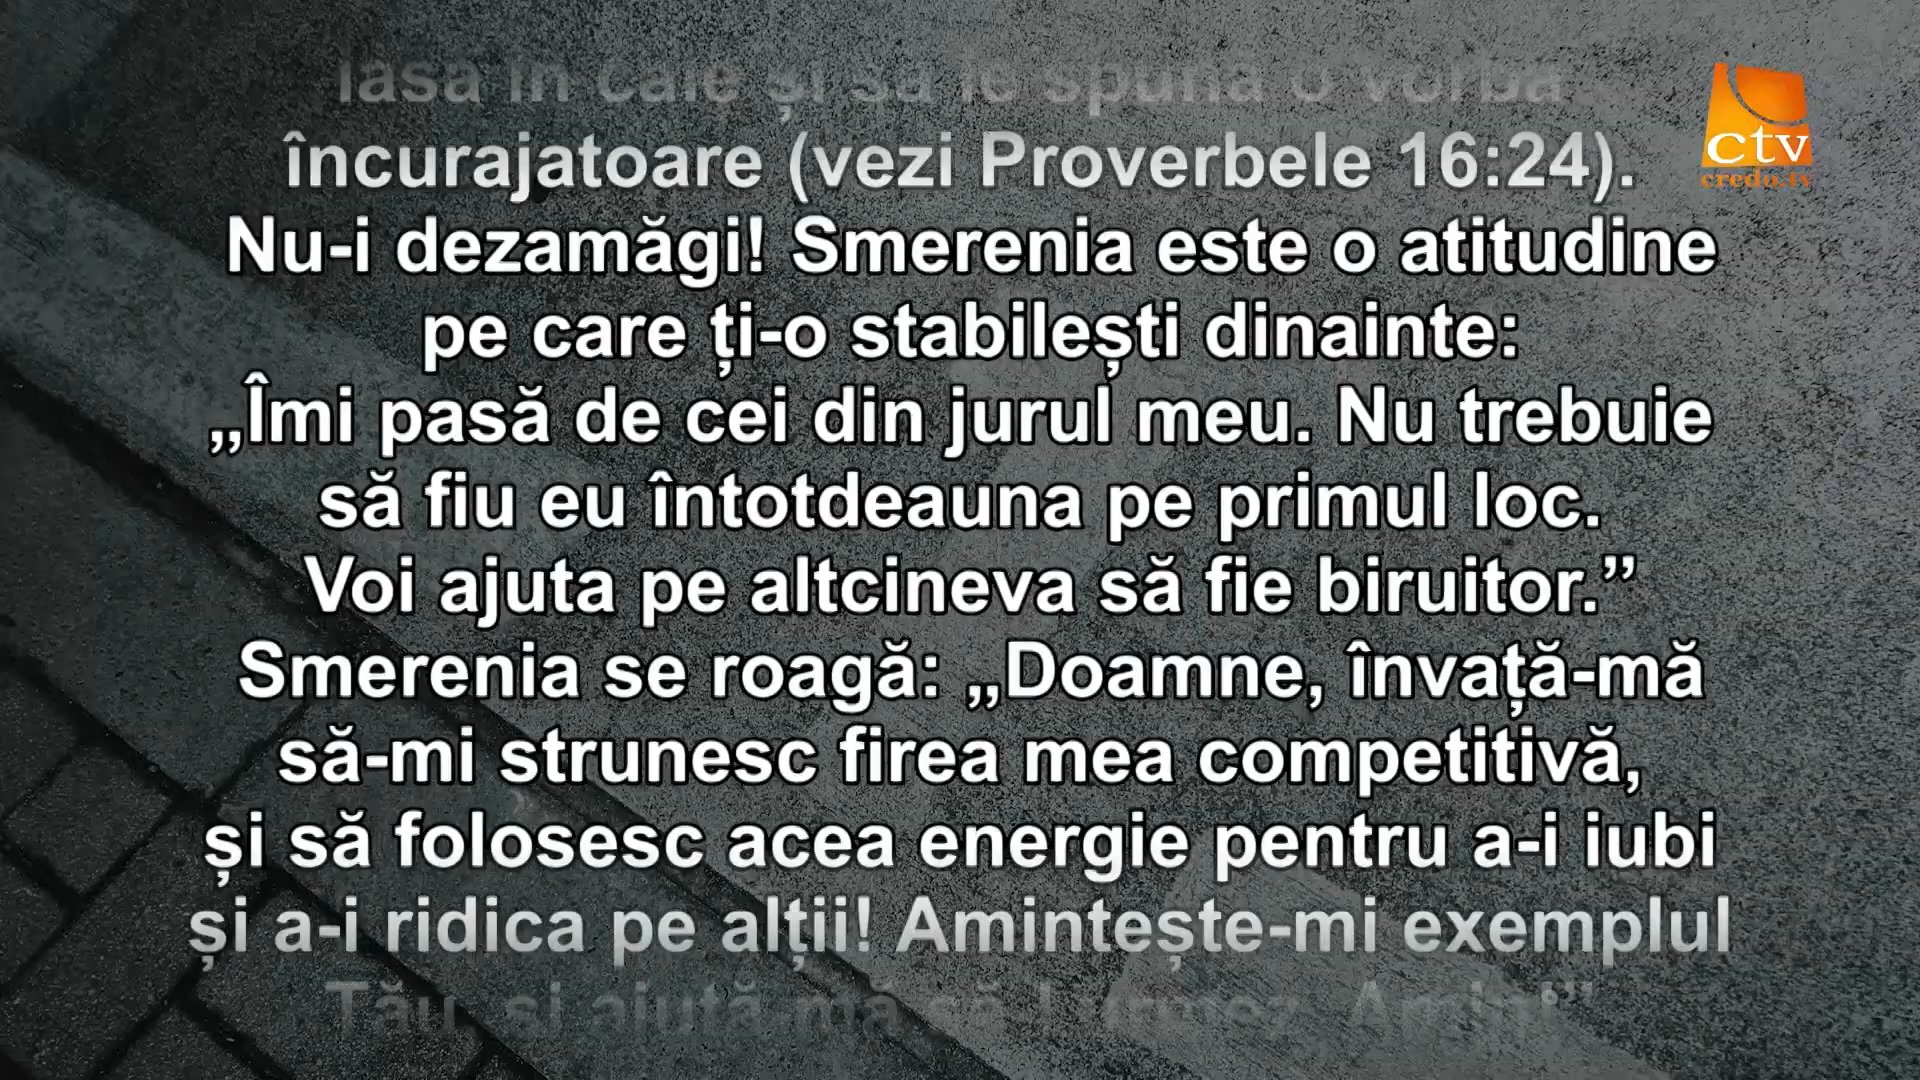 lasa în cale și să le spună o vorbă
încurajatoare (vezi Proverbele 16:24).
Nu-i dezamăgi! Smerenia este o atitudine
pe care ți-o stabilești dinainte:
„Îmi pasă de cei din jurul meu. Nu trebuie
să fiu eu întotdeauna pe primul loc.
Voi ajuta pe altcineva să fie biruitor.”
Smerenia se roagă: „Doamne, învață-mă
să-mi strunesc firea mea competitivă,
și să folosesc acea energie pentru a-i iubi
și a-i ridica pe alții! Amintește-mi exemplul
Tău, și ajută-mă să-l urmez. Amin!”
ctv
credo.tv